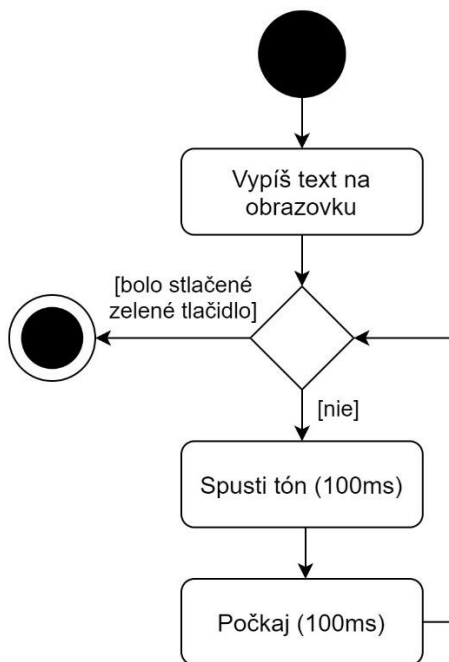 Vypíš text na
obrazovku
[bolo stlačené
zelené tlačidlo]
[nie]
Spusti tón (100ms)
Počkaj (100ms)